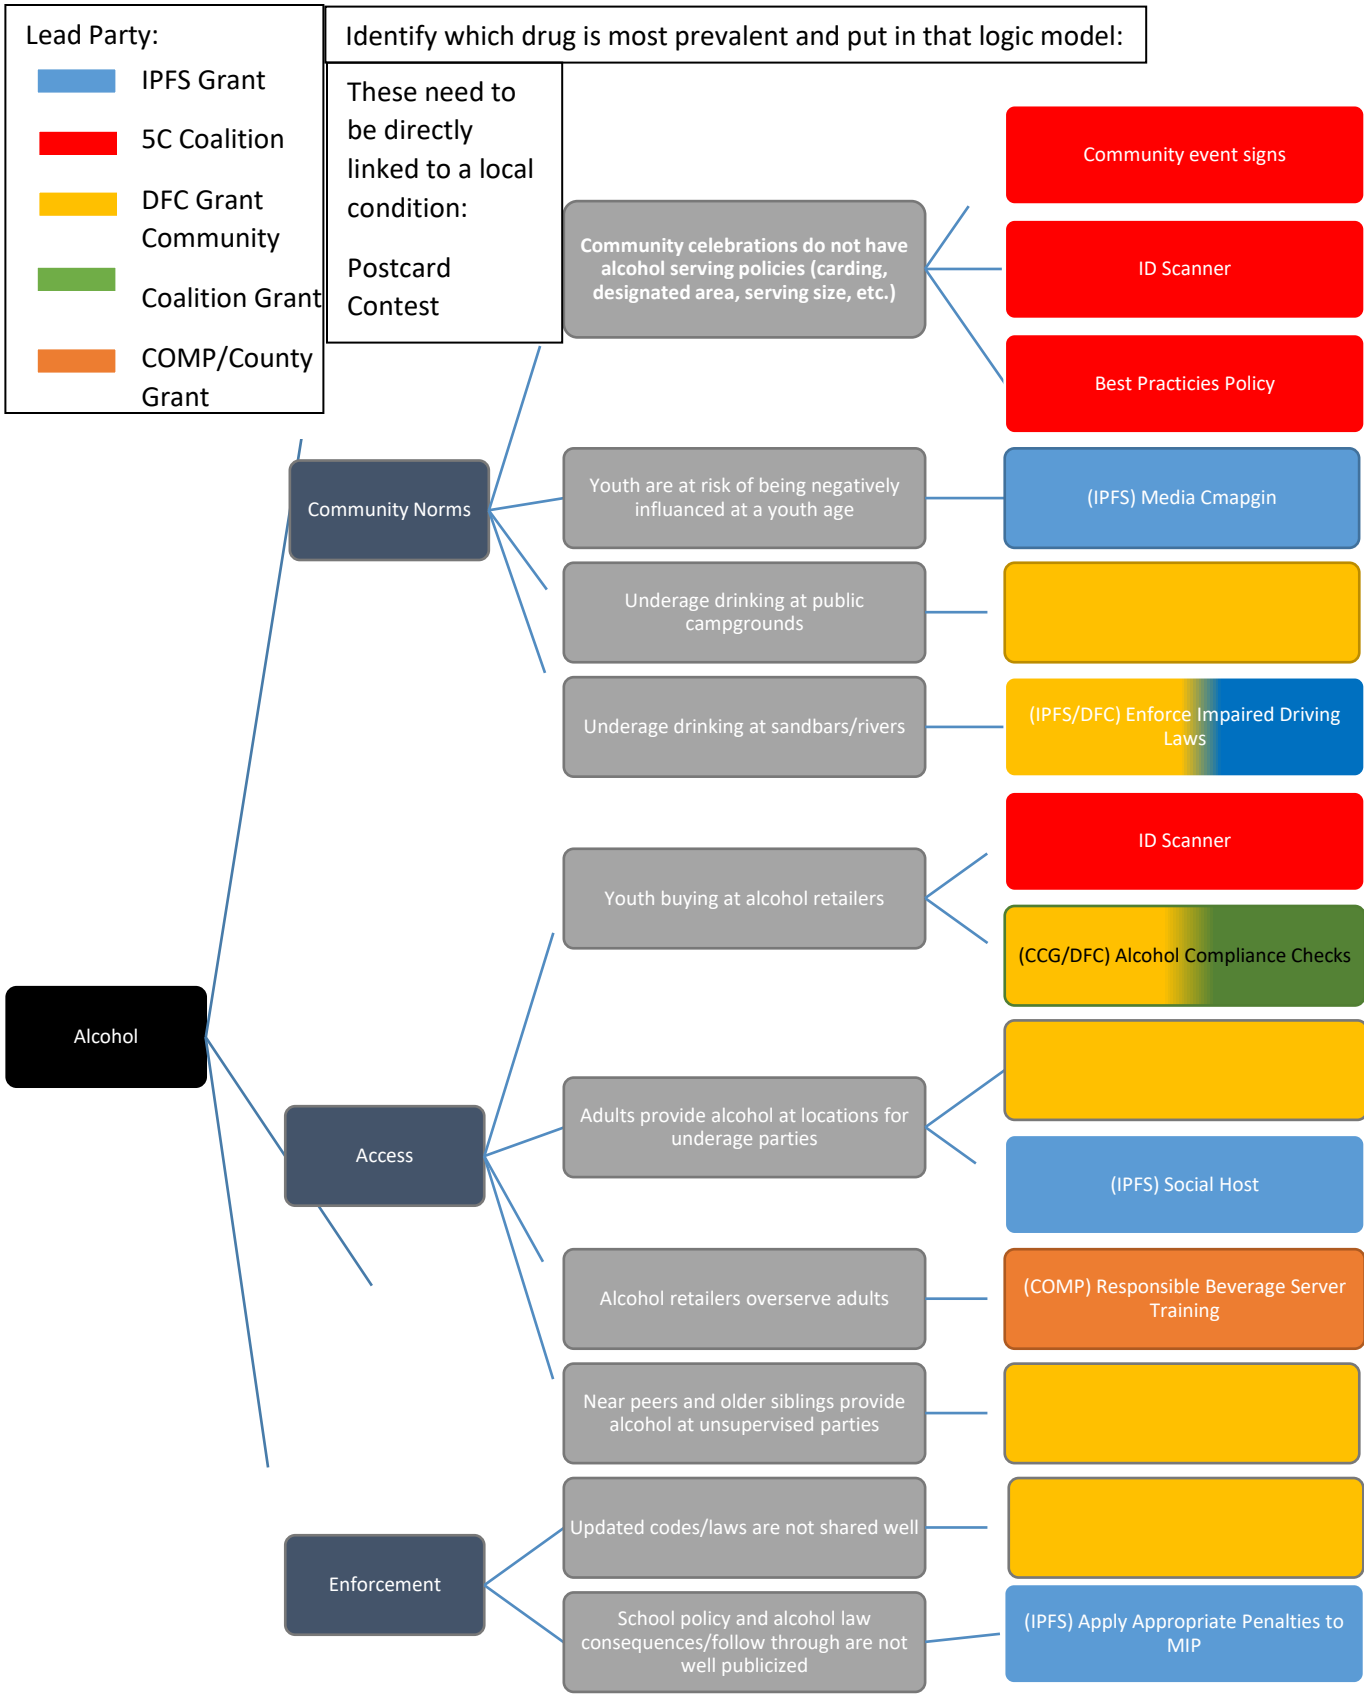 Lead Party:
IPFS Grant
5C Coalition
DFC Grant
Community
Coalition Grant
COMP/County
Grant
Identify which drug is most prevalent and put in that logic model:
These need to
be directly
linked to a local
condition:
Postcard
Contest
Community event signs
Community celebrations do not have
alcohol serving policies (carding,
designated area, serving size, etc.)
ID Scanner
Best Practicies Policy
Community Norms
Youth are at risk of being negatively
influanced at a youth age
(IPFS) Media Cmapgin
Underage drinking at public
campgrounds
Underage drinking at sandbars/rivers
(IPFS/DFC) Enforce Impaired Driving
Laws
ID Scanner
Youth buying at alcohol retailers
(CCG/DFC) Alcohol Compliance Checks
Alcohol
Access
Adults provide alcohol at locations for
underage parties
(IPFS) Social Host
Alcohol retailers overserve adults
(COMP) Responsible Beverage Server
Training
Near peers and older siblings provide
alcohol at unsupervised parties
Enforcement
Updated codes/laws are not shared well
School policy and alcohol law
consequences/follow through are not
well publicized
(IPFS) Apply Appropriate Penalties to
MIP